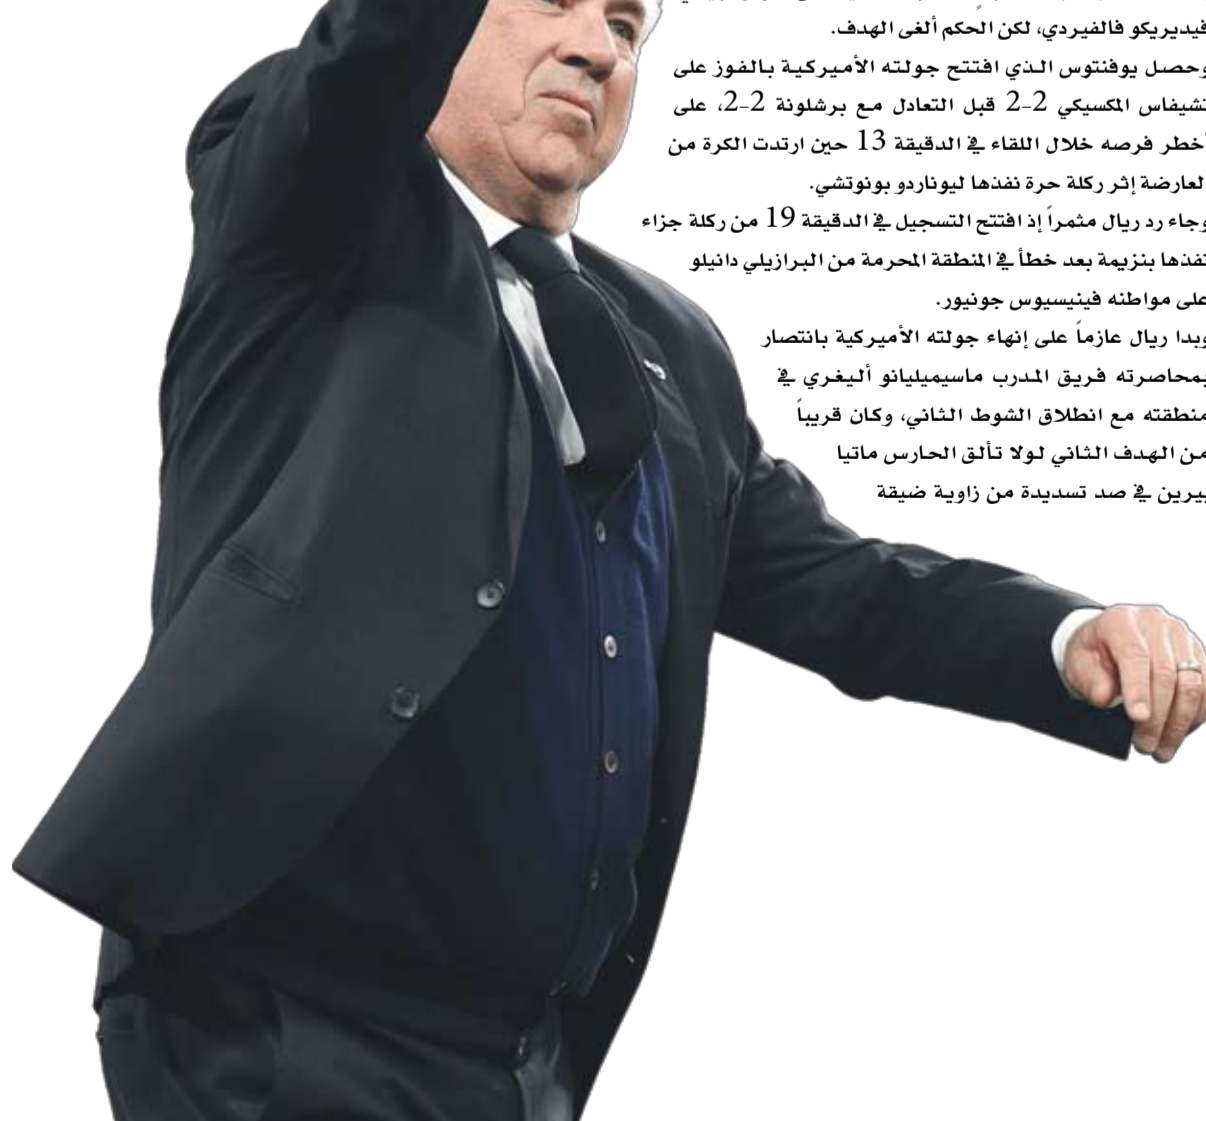 فيديريكو فالفيردي، لكن الحكم ألغى الهدف.
وحصل يوفنتوس الذي افتتح جولته الأميركية بالفوز على
تشيفاس المكسيكي 2-2 قبل التعادل مع برشلونة 2-2، على
أخطر فرصه خلال اللقاء في الدقيقة 13 حين ارتدت الكرة من
العارضة إثر ركلة حرة نفذها ليوناردو بونوتشي.
وجاء رد ريال مثمراً إذ افتتح التسجيل في الدقيقة 19 من ركلة جزاء
نفذها بنزيمة بعد خطأ في المنطقة المحرمة من البرازيلي دانيلو
على مواطنه فينيسيوس جونيور.
وبدا ريال عازماً على إنهاء جولته الأميركية بانتصار
بمحاصرته فريق المدرب ماسيميليانو أليغري في
منطقته مع انطلاق الشوط الثاني، وكان قريباً
من الهدف الثاني لولا تألق الحارس ماتيا
بيرين في صد تسديدة من زاوية ضيقة